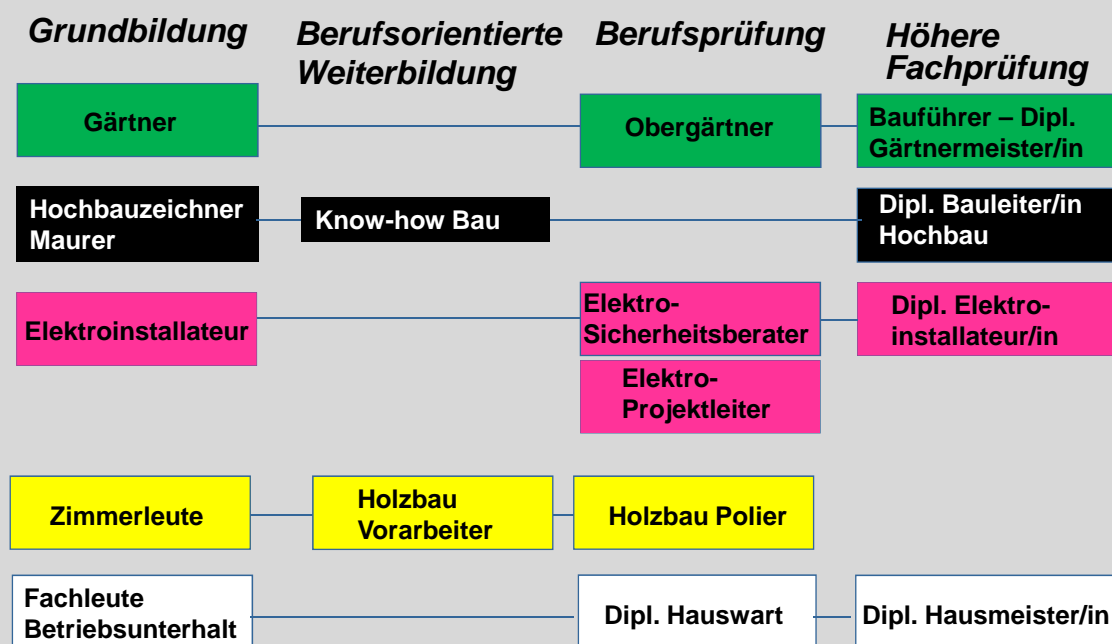 Grundbildung
Berufsorientierte
Weiterbildung
Berufsprüfung
Höhere
Fachprüfung
Gärtner
Obergärtner
Bauführer – Dipl.
Gärtnermeister/in
Hochbauzeichner
Maurer
Know-how Bau
Dipl. Bauleiter/in
Hochbau
Elektroinstallateur
Elektro-
Sicherheitsberater
Dipl. Elektro-
installateur/in
Elektro-
Projektleiter
Zimmerleute
Holzbau
Vorarbeiter
Holzbau Polier
Fachleute
Betriebsunterhalt
Dipl. Hauswart
Dipl. Hausmeister/in